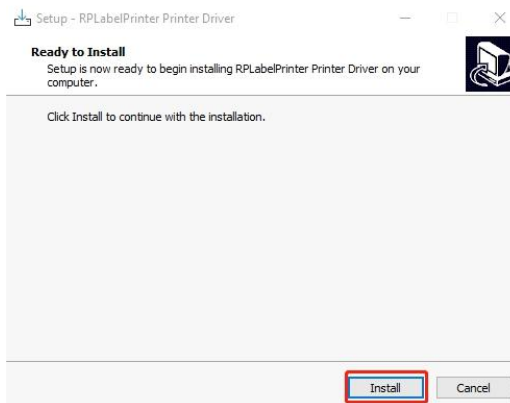 Setup - RPLabelPrinter Printer Driver
Ready to Install
Setup is now ready to begin installing RPLabelPrinter Printer Driver on your
computer.
Click Install to continue with the installation.
Install
Cancel